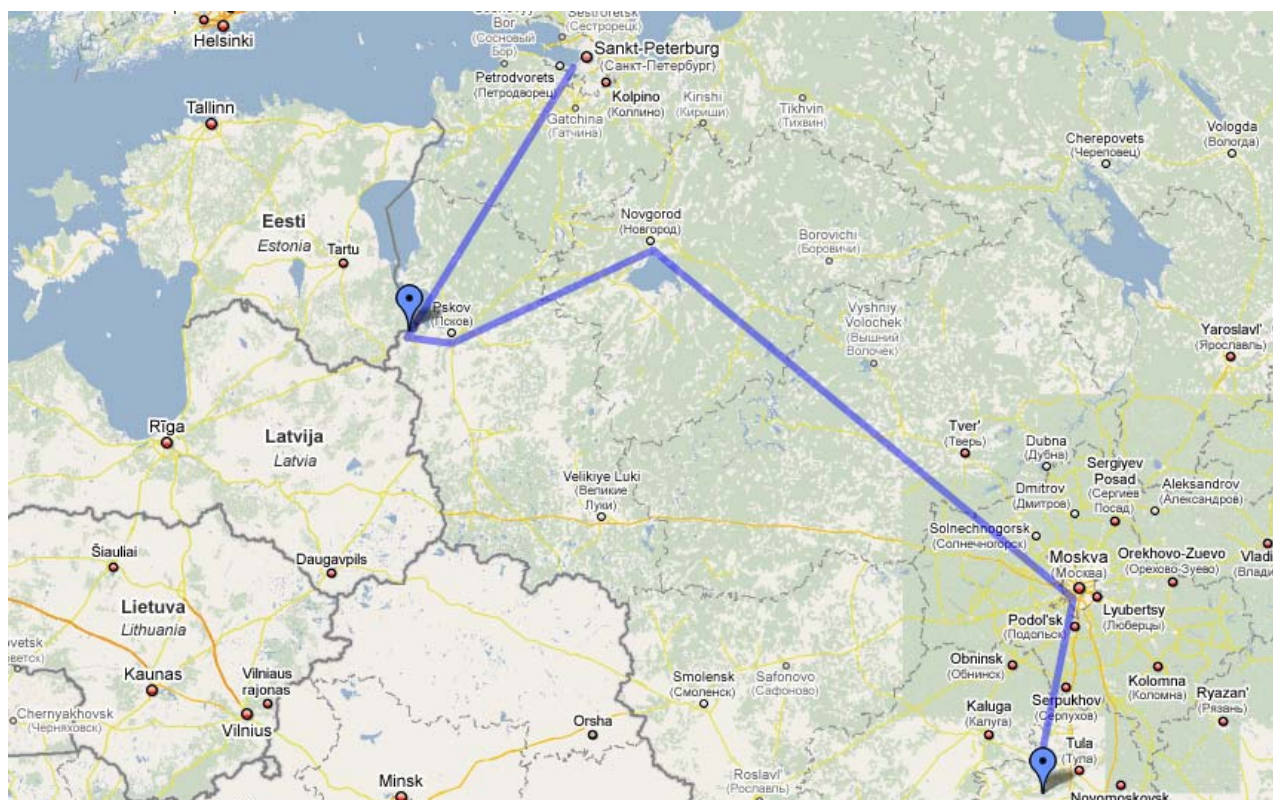 Sestroretsk
(Сестрорецк)
Bor
(Сосновый
Бор)
Helsinki
Sankt-Peterburg
(Санкт-Петербург)
Petrodvorets
(Петродворец)
Kolpino
(Колпино)
Kirishi
(Кириши)
Tikhvin
(Тихвин)
Gatchina
(Гатчина)
Tallinn
Cherepovets
(Череповец)
Vologda
(Вологда)
Eesti
Estonia
Tartu
Novgorod
(Новгород)
Borovichi
(Боровичи)
Pskov
(Псков)
Vyshniy
Volochek
(Вышний
Волочек)
Yaroslavl'
(Ярославль)
Rīga
Latvija
Latvia
Tver'
(Тверь)
Dubna
(Дубна)
Sergiyev
Posad
(Сергиев
Посад)
Aleksandrov
(Александров)
Dmitrov
(Дмитров)
Velikiye Luki
(Великие
Луки)
Solnechnogorsk
(Солнечногорск)
Šiauliai
Daugavpils
Moskva
(Москва)
Orekhovo-Zuevo
(Орехово-Зуево)
Vladi
(Влади
Lietuva
Lithuania
Lyubertsy
(Люберцы)
Podol'sk
(Подольск)
Obninsk
(Обнинск)
Kolomna
(Коломна)
Ryazan'
(Рязань)
ovetsk
оветск)
Kaunas
Vilniaus
rajonas
Smolensk
(Смоленск)
Safonovo
(Сафоново)
Serpukhov
(Серпухов)
Chernyakhovsk
(Черняховск)
Vilnius
Orsha
Kaluga
(Калуга)
Tula
(Тула)
Minsk
Roslavl'
(Рославль)
Novomoskovsk